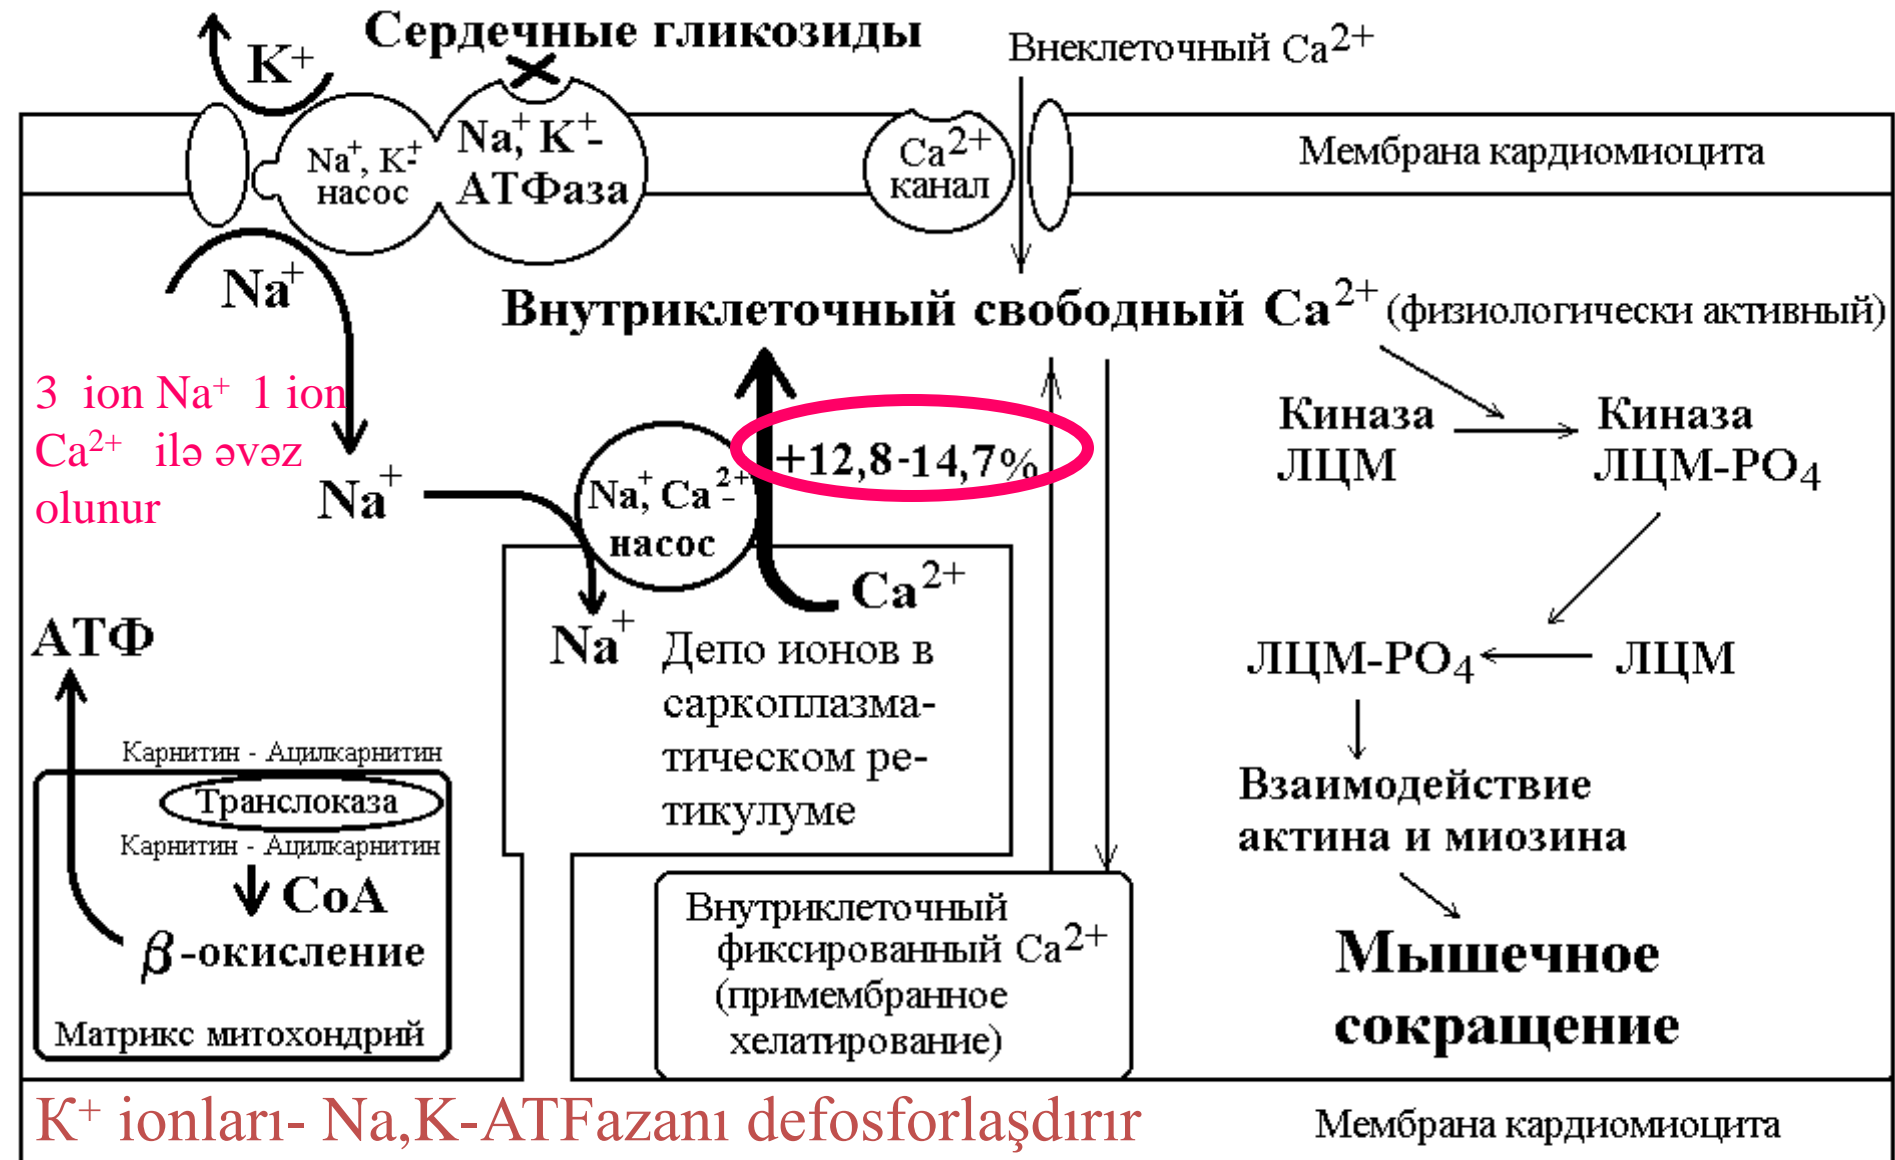 Сердечные гликозиды
K+
Внеклеточный Ca2+
Na+, K+-
насос
Na+, K+-
АТФаза
Ca2+
канал
Мембрана кардиомиоцита
Na+
Внутриклеточный свободный Ca2+ (физиологически активный)
3 ion Na+ 1 ion
Ca2+ ilə əvəz
olunur
Na+
Na+, Ca2+-
насос
+12,8-14,7%
Киназа
ЛЦМ
Киназа
ЛЦМ-PO4
Ca2+
Na+
Депо ионов в
саркоплазма-
тическом ре-
тикулуме
АТФ
ЛЦМ-PO4
ЛЦМ
Карнитин - Ацилкарнитин
Транслоказа
Карнитин - Ацилкарнитин
CoA
β-окисление
Матрикс митохондрий
Взаимодействие
актина и миозина
Внутриклеточный
фиксированный Ca2+
(примембранное
хелатирование)
Мышечное
сокращение
K+ ionları- Na,K-ATFazanı defosforlaşdırır
Мембрана кардиомиоцита